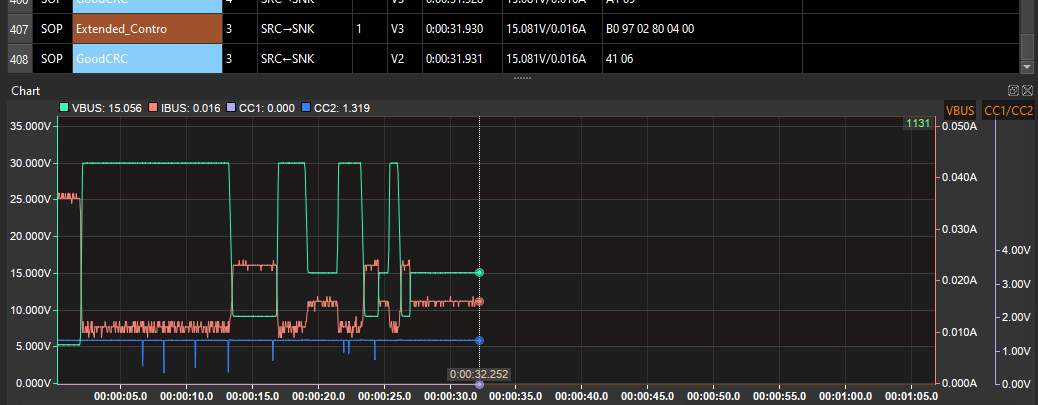 406 SOP GoodCRC 4 SRC→SNK V3 0:00:31.928 15.081V/0.016A A1 09
407 SOP Extended_Contro 3 SRC→SNK 1 V3 0:00:31.930 15.081V/0.016A B0 97 02 80 04 00
408 SOP GoodCRC 3 SRC←SNK V2 0:00:31.931 15.081V/0.016A 41 06
Chart
VBUS: 15.056 IBUS: 0.016 CC1: 0.000 CC2: 1.319
VBUS CC1/CC2
35.000V 1131 0.050A
30.000V 0.040A
25.000V
20.000V 0.030A
4.00V
15.000V 0.020A 3.00V
10.000V 2.00V
0.010A
5.000V 1.00V
0:00:32.252
0.000V 0.000A 0.00V
00:00:05.0 00:00:10.0 00:00:15.0 00:00:20.0 00:00:25.0 00:00:30.0 00:00:35.0 00:00:40.0 00:00:45.0 00:00:50.0 00:00:55.0 00:01:00.0 00:01:05.0